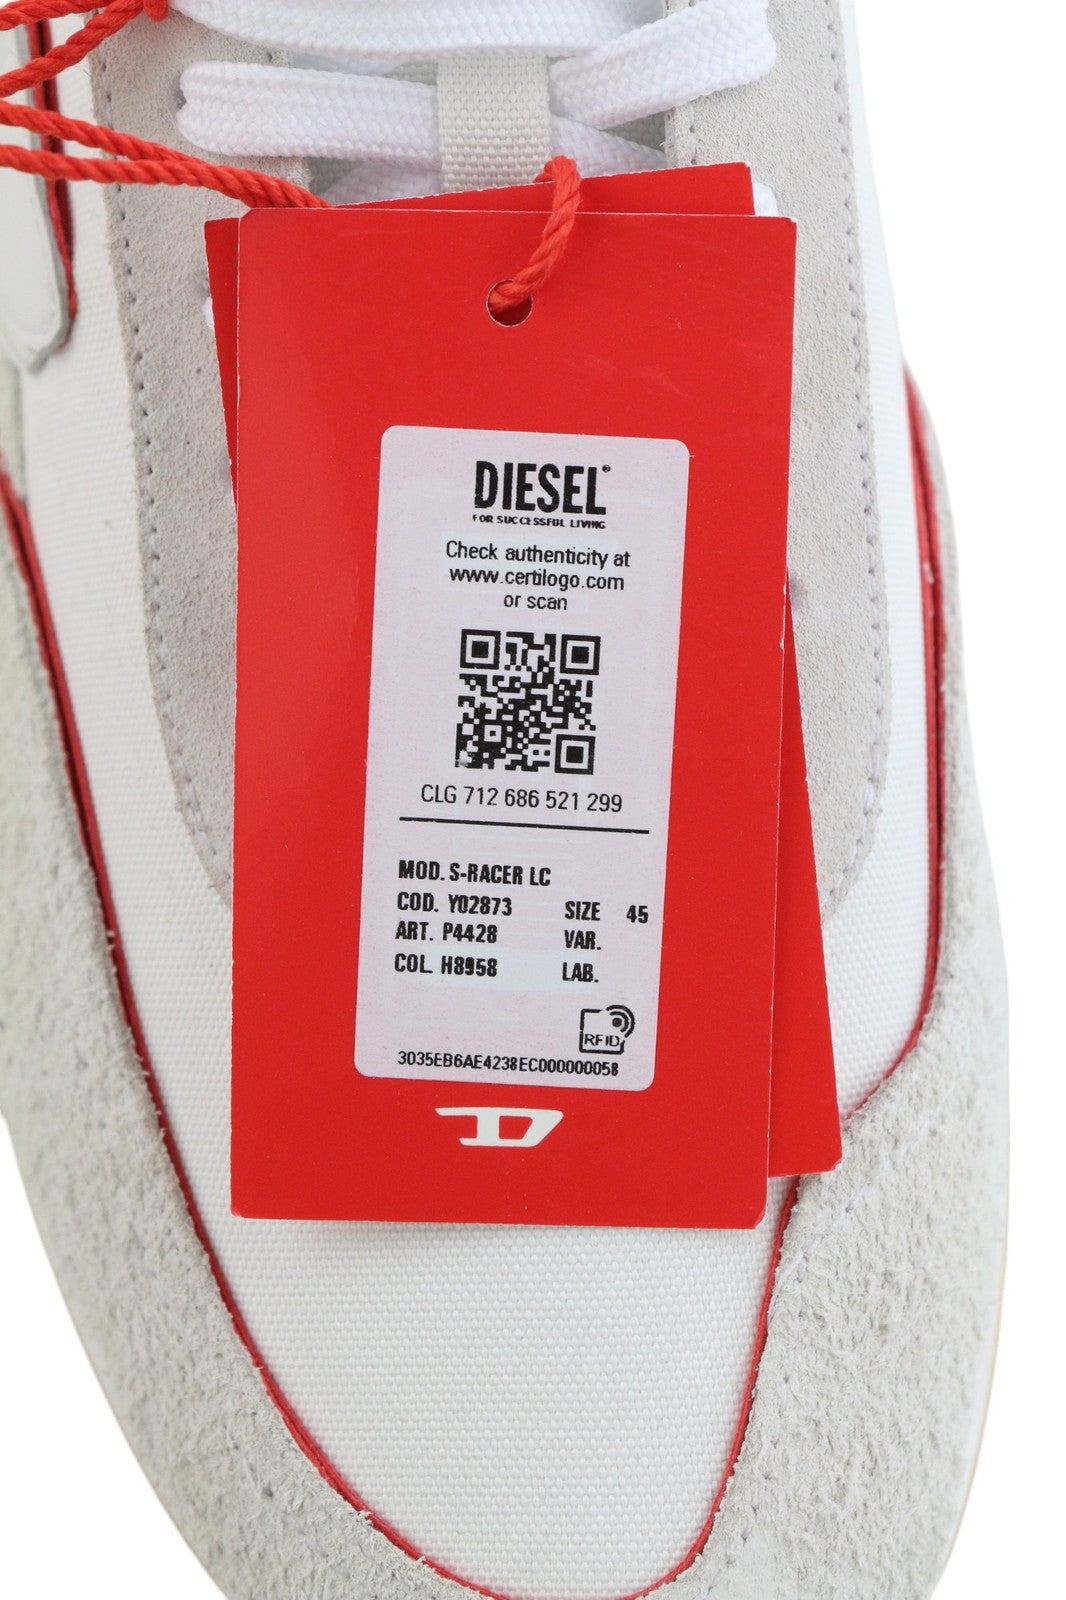 DIESEL®
FOR SUCCESSFUL LIVING
Check authenticity at
www.certilogo.com
or scan
CLG 712 686 521 299
MOD. S-RACER LC
COD. Y02873 SIZE 45
ART. P4428 VAR.
COL. H8958 LAB.
RFID
3035EB6AE4238EC000000058
D